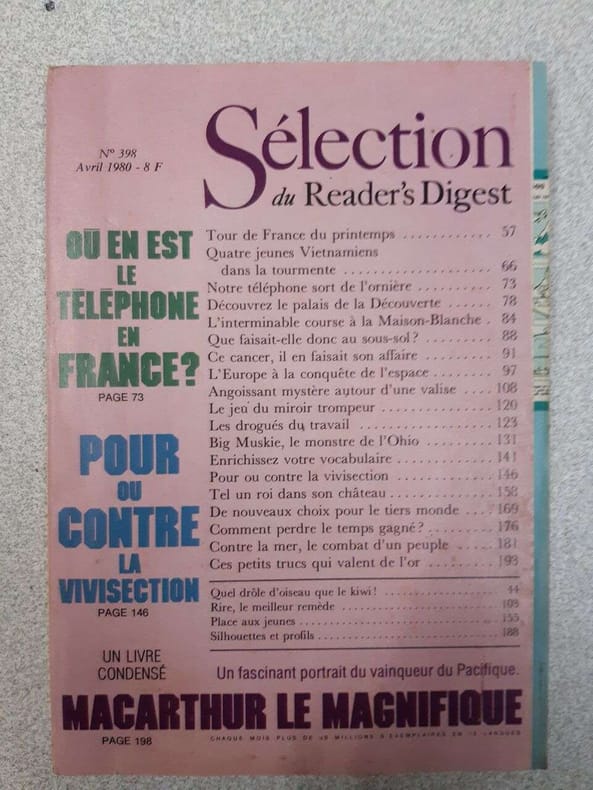 N° 398
Avril 1980 - 8 F
Sélection
du Reader's Digest
OÙ EN EST
LE
TÉLÉPHONE
EN
FRANCE?
PAGE 73
POUR
OU
CONTRE
LA
VIVISECTION
PAGE 146
Tour de France du printemps ............ 57
Quatre jeunes Vietnamiens
dans la tourmente .................. 66
Notre téléphone sort de l'ornière .......... 73
Découvrez le palais de la Découverte ...... 78
L'interminable course à la Maison-Blanche . 84
Que faisait-elle donc au sous-sol ? ......... 88
Ce cancer, il en faisait son affaire .......... 91
L'Europe à la conquête de l'espace ........ 97
Angoissant mystère autour d'une valise .... 108
Le jeu du miroir trompeur ............... 120
Les drogués du travail .................. 123
Big Muskie, le monstre de l'Ohio ......... 131
Enrichissez votre vocabulaire ............. 141
Pour ou contre la vivisection ............. 146
Tel un roi dans son château .............. 158
De nouveaux choix pour le tiers monde ... 169
Comment perdre le temps gagné ? ........ 176
Contre la mer, le combat d'un peuple ..... 181
Ces petits trucs qui valent de l'or ......... 193
Quel drôle d'oiseau que le kiwi ! .................. 44
Rire, le meilleur remède ........................ 103
Place aux jeunes .............................. 155
Silhouettes et profils ........................... 188
UN LIVRE
CONDENSÉ
Un fascinant portrait du vainqueur du Pacifique.
MACARTHUR LE MAGNIFIQUE
PAGE 198